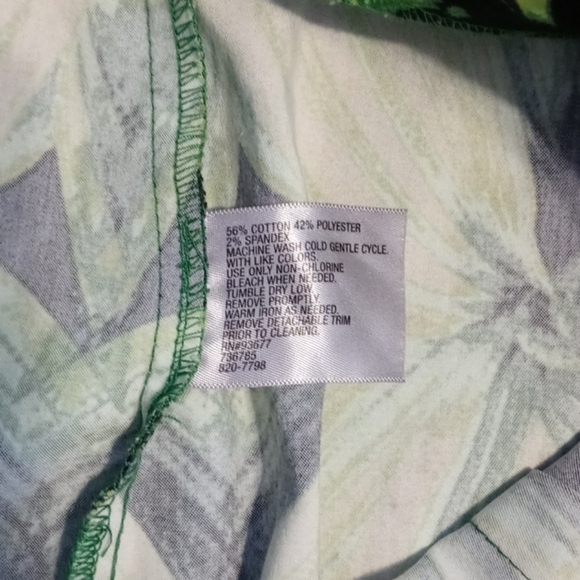 56% COTTON 42% POLYESTER
2% SPANDEX
MACHINE WASH COLD GENTLE CYCLE.
WITH LIKE COLORS.
USE ONLY NON-CHLORINE
BLEACH WHEN NEEDED.
TUMBLE DRY LOW.
REMOVE PROMPTLY.
WARM IRON AS NEEDED.
REMOVE DETACHABLE TRIM
PRIOR TO CLEANING.
RN#93677
736785
820-7798